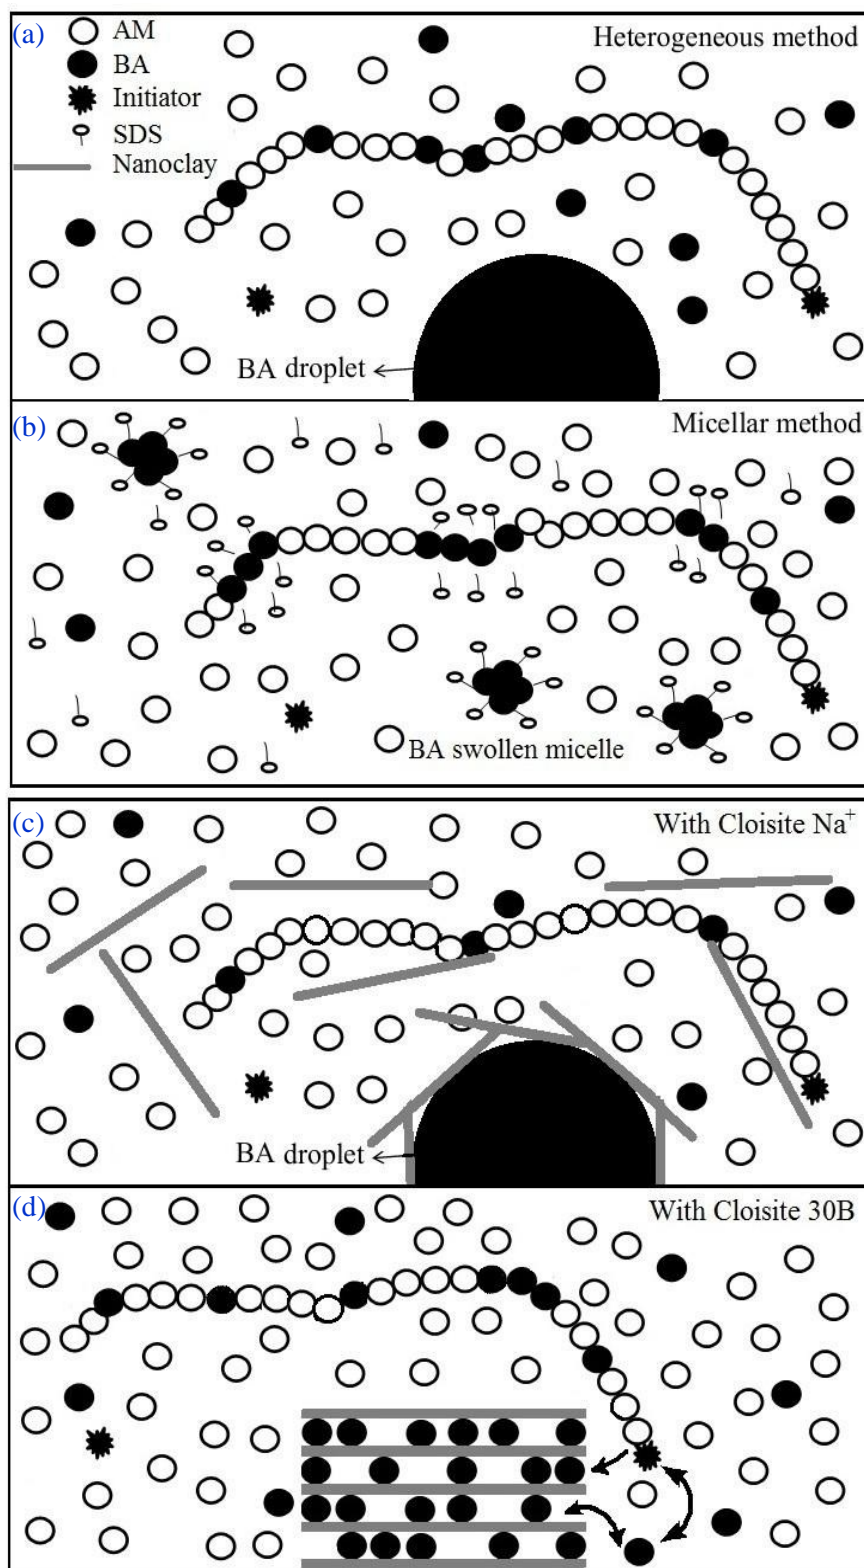 (a)
AM
BA
Initiator
SDS
Nanoclay
Heterogeneous method
BA droplet
(b)
Micellar method
BA swollen micelle
(c)
With Cloisite Na⁺
BA droplet
(d)
With Cloisite 30B